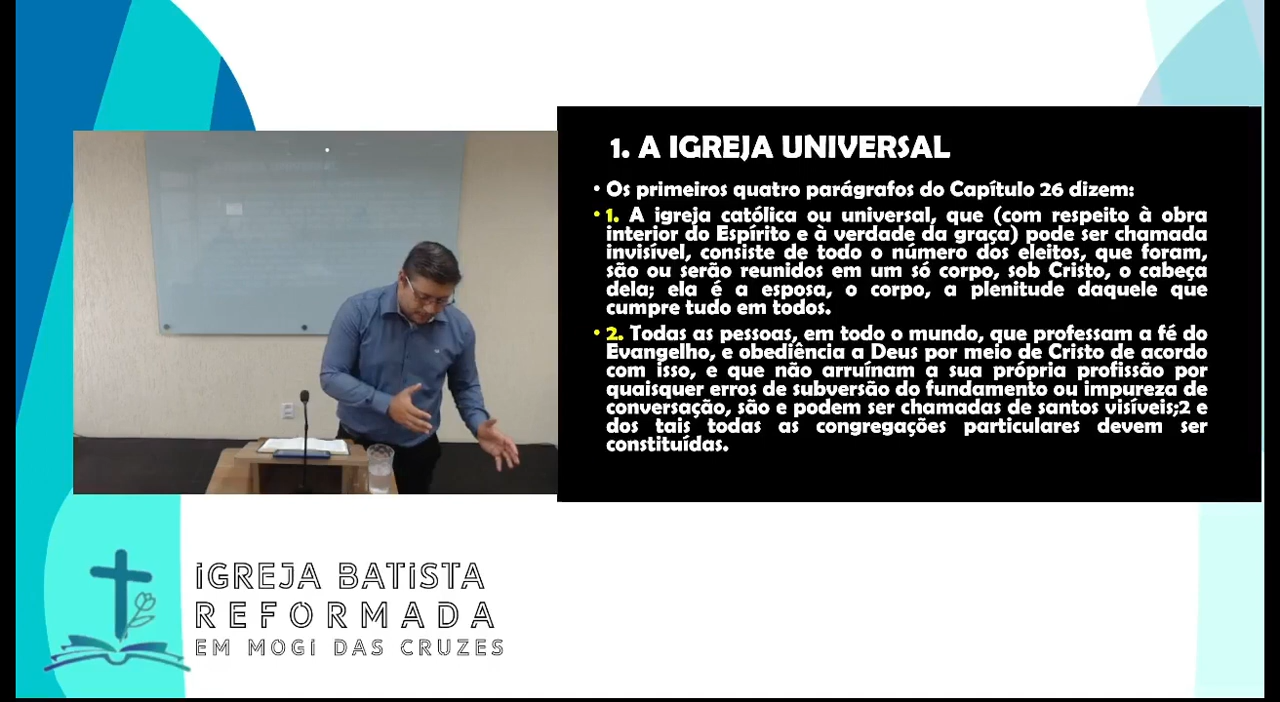 1. A IGREJA UNIVERSAL
• Os primeiros quatro parágrafos do Capítulo 26 dizem:
• 1. A igreja católica ou universal, que (com respeito à obra
interior do Espírito e à verdade da graça) pode ser chamada
invisível, consiste de todo o número dos eleitos, que foram,
são ou serão reunidos em um só corpo, sob Cristo, o cabeça
dela; ela é a esposa, o corpo, a plenitude daquele que
cumpre tudo em todos.
• 2. Todas as pessoas, em todo o mundo, que professam a fé do
Evangelho, e obediência a Deus por meio de Cristo de acordo
com isso, e que não arruínam a sua própria profissão por
quaisquer erros de subversão do fundamento ou impureza de
conversação, são e podem ser chamadas de santos visíveis;2 e
dos tais todas as congregações particulares devem ser
constituídas.
IGREJA BATISTA
REFORMADA
EM MOGI DAS CRUZES